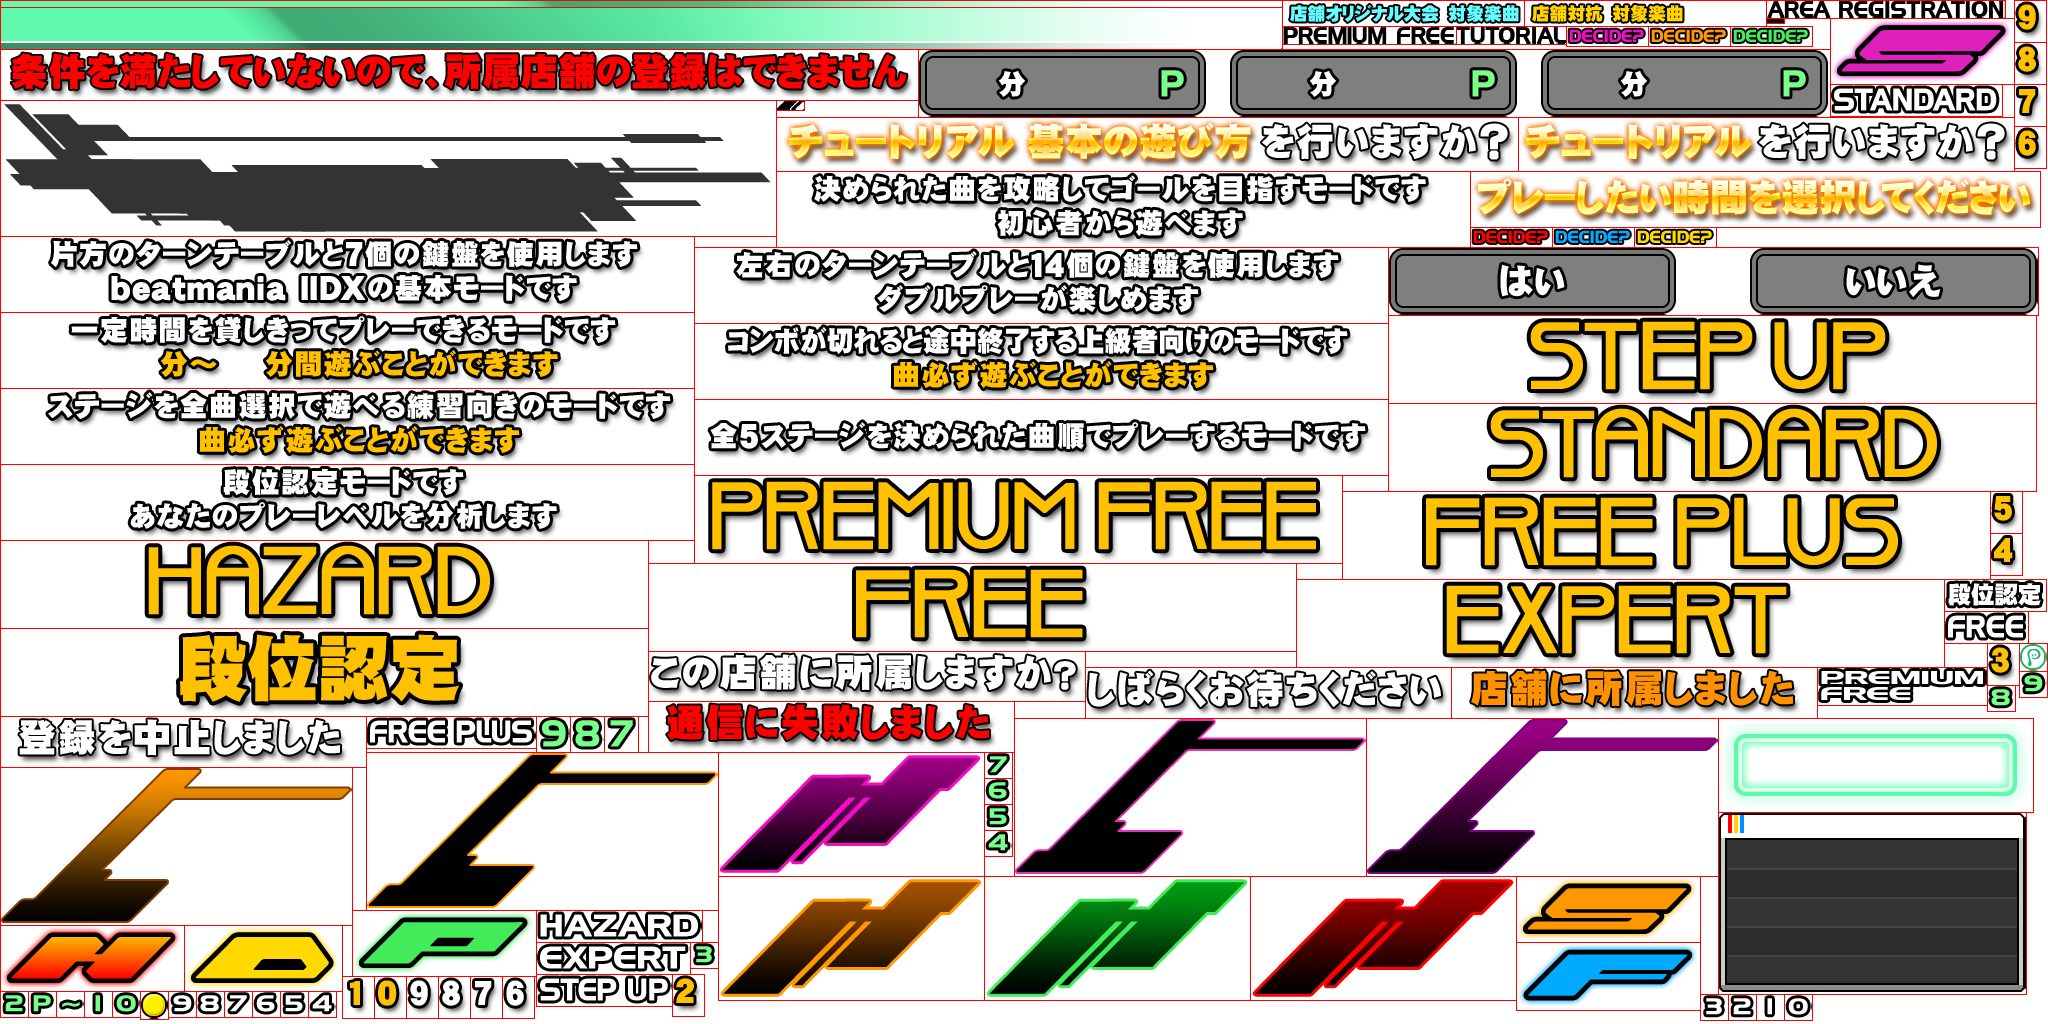 店舗オリジナル大会 対象楽曲
店舗対抗 対象楽曲
AREA REGISTRATION
9
PREMIUM FREE
TUTORIAL
DECIDE?
DECIDE?
DECIDE?
S
8
条件を満たしていないので、所属店舗の登録はできません
分 P
分 P
分 P
STANDARD
7
チュートリアル 基本の遊び方 を行いますか?
チュートリアル を行いますか?
6
決められた曲を攻略してゴールを目指すモードです
初心者から遊べます
プレーしたい時間を選択してください
DECIDE?
DECIDE?
DECIDE?
片方のターンテーブルと7個の鍵盤を使用します
beatmania IIDXの基本モードです
左右のターンテーブルと14個の鍵盤を使用します
ダブルプレーが楽しめます
はい
いいえ
一定時間を貸しきってプレーできるモードです
分～ 分間遊ぶことができます
コンボが切れると途中終了する上級者向けのモードです
曲必ず遊ぶことができます
STEP UP
ステージを全曲選択で遊べる練習向きのモードです
曲必ず遊ぶことができます
全5ステージを決められた曲順でプレーするモードです
STANDARD
段位認定モードです
あなたのプレーレベルを分析します
PREMIUM FREE
FREE PLUS
5
4
HAZARD
FREE
EXPERT
段位認定
FREE
段位認定
この店舗に所属しますか?
しばらくお待ちください
店舗に所属しました
3
P
9
PREMIUM
FREE
8
登録を中止しました
FREE PLUS
9
8
7
通信に失敗しました
7
6
5
4
H
D
P
HAZARD
EXPERT
3
STEP UP
2
S
F
2 P ~ 1 0 9 8 7 6 5 4
1 0 9 8 7 6
3 2 1 0